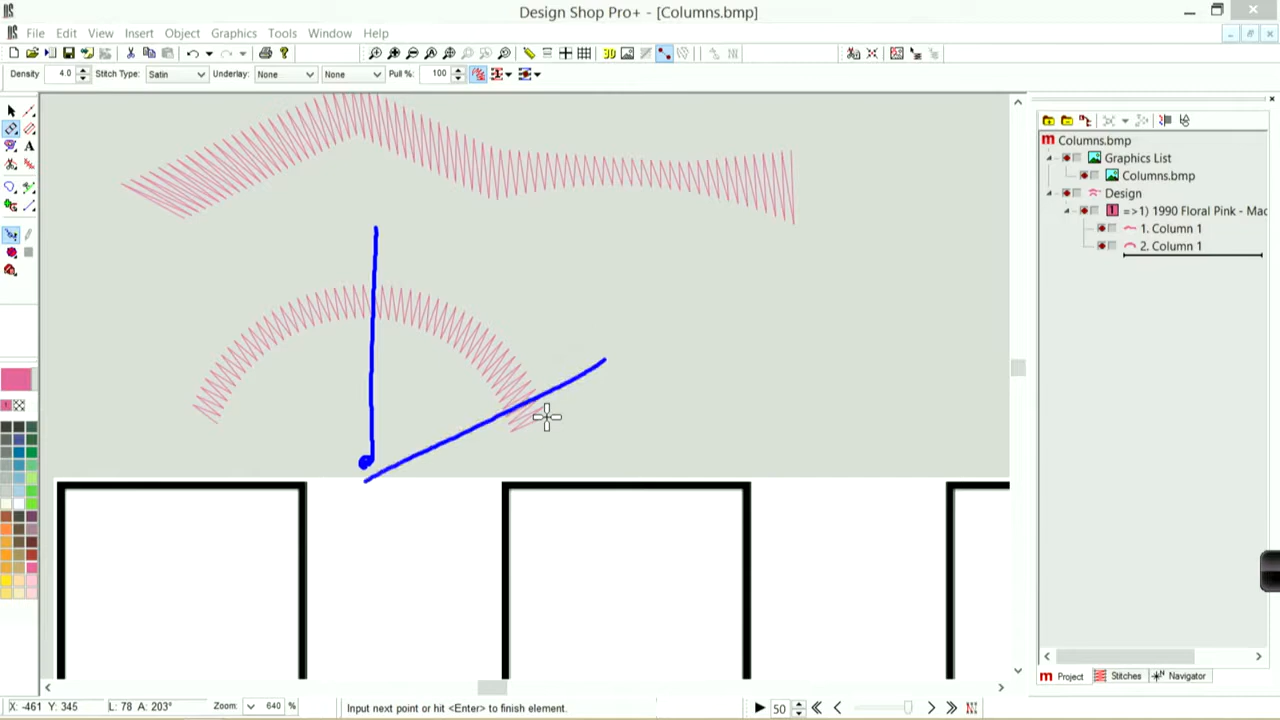 Design Shop Pro+ - [Columns.bmp]
File Edit View Insert Object Graphics Tools Window Help
Density 4.0 Stitch Type: Satin Underlay: None None Pull%: 100
Columns.bmp
Graphics List
Columns.bmp
Design
=>1) 1990 Floral Pink - Mac
1. Column 1
2. Column 1
Project Stitches Navigator
X: -461 Y: 345 L: 78 A: 203° Zoom: 640 % Input next point or hit <Enter> to finish element. 50